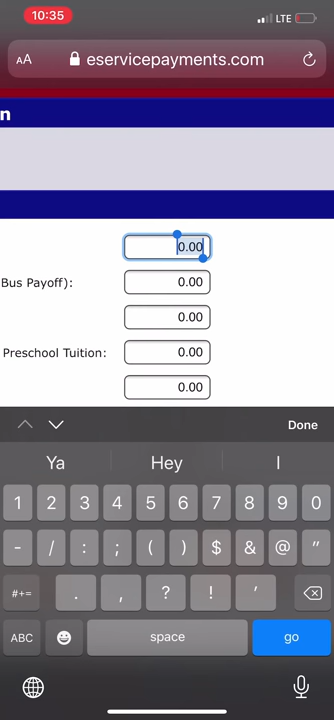 10:35
LTE
AA eservicepayments.com
n
0.00
Bus Payoff): 0.00
0.00
Preschool Tuition: 0.00
0.00
Done
Ya Hey I
1 2 3 4 5 6 7 8 9 0
- / : ; ( ) $ & @ "
#+= . , ? ! '
ABC space go